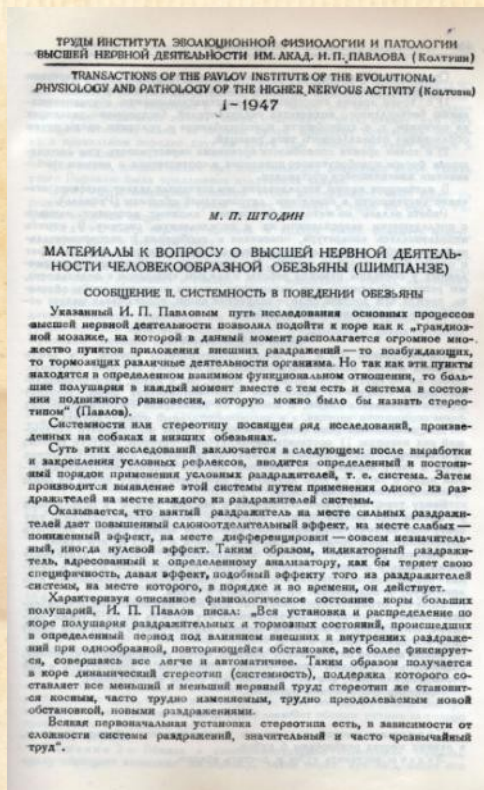 ТРУДЫ ИНСТИТУТА ЭВОЛЮЦИОННОЙ ФИЗИОЛОГИИ И ПАТОЛОГИИ
ВЫСШЕЙ НЕРВНОЙ ДЕЯТЕЛЬНОСТИ ИМ. АКАД. И. П. ПАВЛОВА (Колтуши)
TRANSACTIONS OF THE PAVLOV INSTITUTE OF THE EVOLUTIONAL
PHYSIOLOGY AND PATHOLOGY OF THE HIGHER NERVOUS ACTIVITY (Koltushi)
I—1947
М. П. ШТОДИН
МАТЕРИАЛЫ К ВОПРОСУ О ВЫСШЕЙ НЕРВНОЙ ДЕЯТЕЛЬ-
НОСТИ ЧЕЛОВЕКООБРАЗНОЙ ОБЕЗЬЯНЫ (ШИМПАНЗЕ)
СООБЩЕНИЕ II. СИСТЕМНОСТЬ В ПОВЕДЕНИИ ОБЕЗЬЯНЫ
Указанный И. П. Павловым путь исследования основных процессов
высшей нервной деятельности позволил подойти к коре как к „грандиоз-
ной мозаике, на которой в данный момент располагается огромное мно-
жество пунктов приложения внешних раздражений — то возбуждающих,
то тормозящих различные деятельности организма. Но так как эти пункты
находятся в определенном взаимном функциональном отношении, то боль-
шие полушария в каждый момент вместе с тем есть и система в состоя-
нии подвижного равновесия, которую можно было бы назвать стерео-
типом“ (Павлов).
Системности или стереотипу посвящен ряд исследований, произве-
денных на собаках и низших обезьянах.
Суть этих исследований заключается в следующем: после выработки
и закрепления условных рефлексов, вводится определенный и постоян-
ный порядок применения условных раздражителей, т. е. система. Затем
производится выявление этой системы путем применения одного из раз-
дражителей на месте каждого из раздражителей системы.
Оказывается, что взятый раздражитель на месте сильных раздражи-
телей дает повышенный слюноотделительный эффект, на месте слабых —
пониженный эффект, на месте дифференцировки — совсем незначитель-
ный, иногда нулевой эффект. Таким образом, индикаторный раздражи-
тель, адресованный к определенному анализатору, как бы теряет свою
специфичность, давая эффект, подобный эффекту того из раздражителей
системы, на месте которого, в порядке и во времени, он действует.
Характеризуя описанное физиологическое состояние коры больших
полушарий, И. П. Павлов писал: „Вся установка и распределение по
коре полушария раздражительных и тормозных состояний, происшедших
в определенный период под влиянием внешних и внутренних раздраже-
ний при однообразной, повторяющейся обстановке, все более фиксирует-
ся, совершаясь все легче и автоматичнее. Таким образом получается
в коре динамический стереотип (системность), поддержка которого со-
ставляет все меньший и меньший нервный труд; стереотип же становит-
ся косным, часто трудно изменяемым, трудно преодолеваемым новой
обстановкой, новыми раздражениями.
Всякая первоначальная установка стереотипа есть, в зависимости от
сложности системы раздражений, значительный и часто чрезвычайный
труд“.